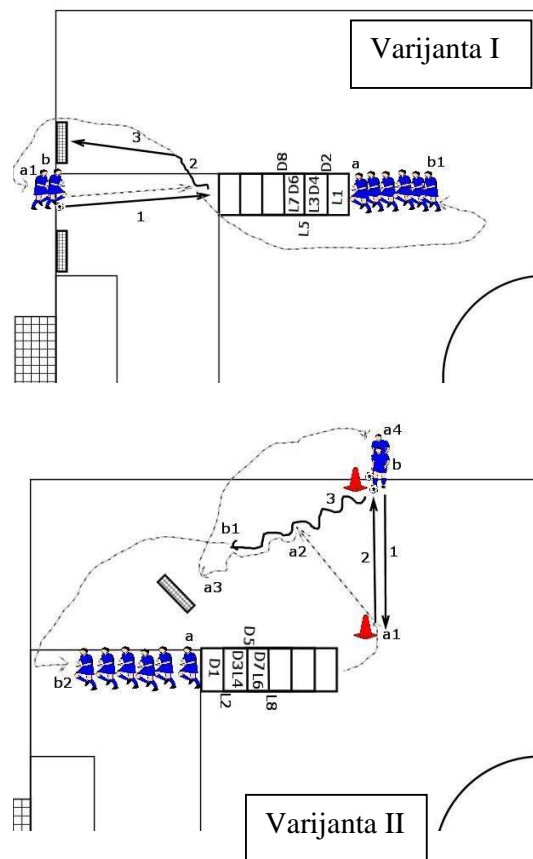 Varijanta I
3
2
b
a1
1
D8
D2
D6
D4
L7
L3
L1
L5
a
b1
a4
b
3
b1
a2
2
1
a3
a1
a
D5
D1
D3
D7
L4
L6
L2
L8
b2
Varijanta II